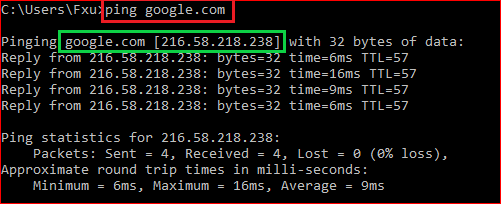 C:\Users\Fxu>ping google.com
Pinging google.com [216.58.218.238] with 32 bytes of data:
Reply from 216.58.218.238: bytes=32 time=6ms TTL=57
Reply from 216.58.218.238: bytes=32 time=16ms TTL=57
Reply from 216.58.218.238: bytes=32 time=9ms TTL=57
Reply from 216.58.218.238: bytes=32 time=6ms TTL=57
Ping statistics for 216.58.218.238:
    Packets: Sent = 4, Received = 4, Lost = 0 (0% loss),
Approximate round trip times in milli-seconds:
    Minimum = 6ms, Maximum = 16ms, Average = 9ms